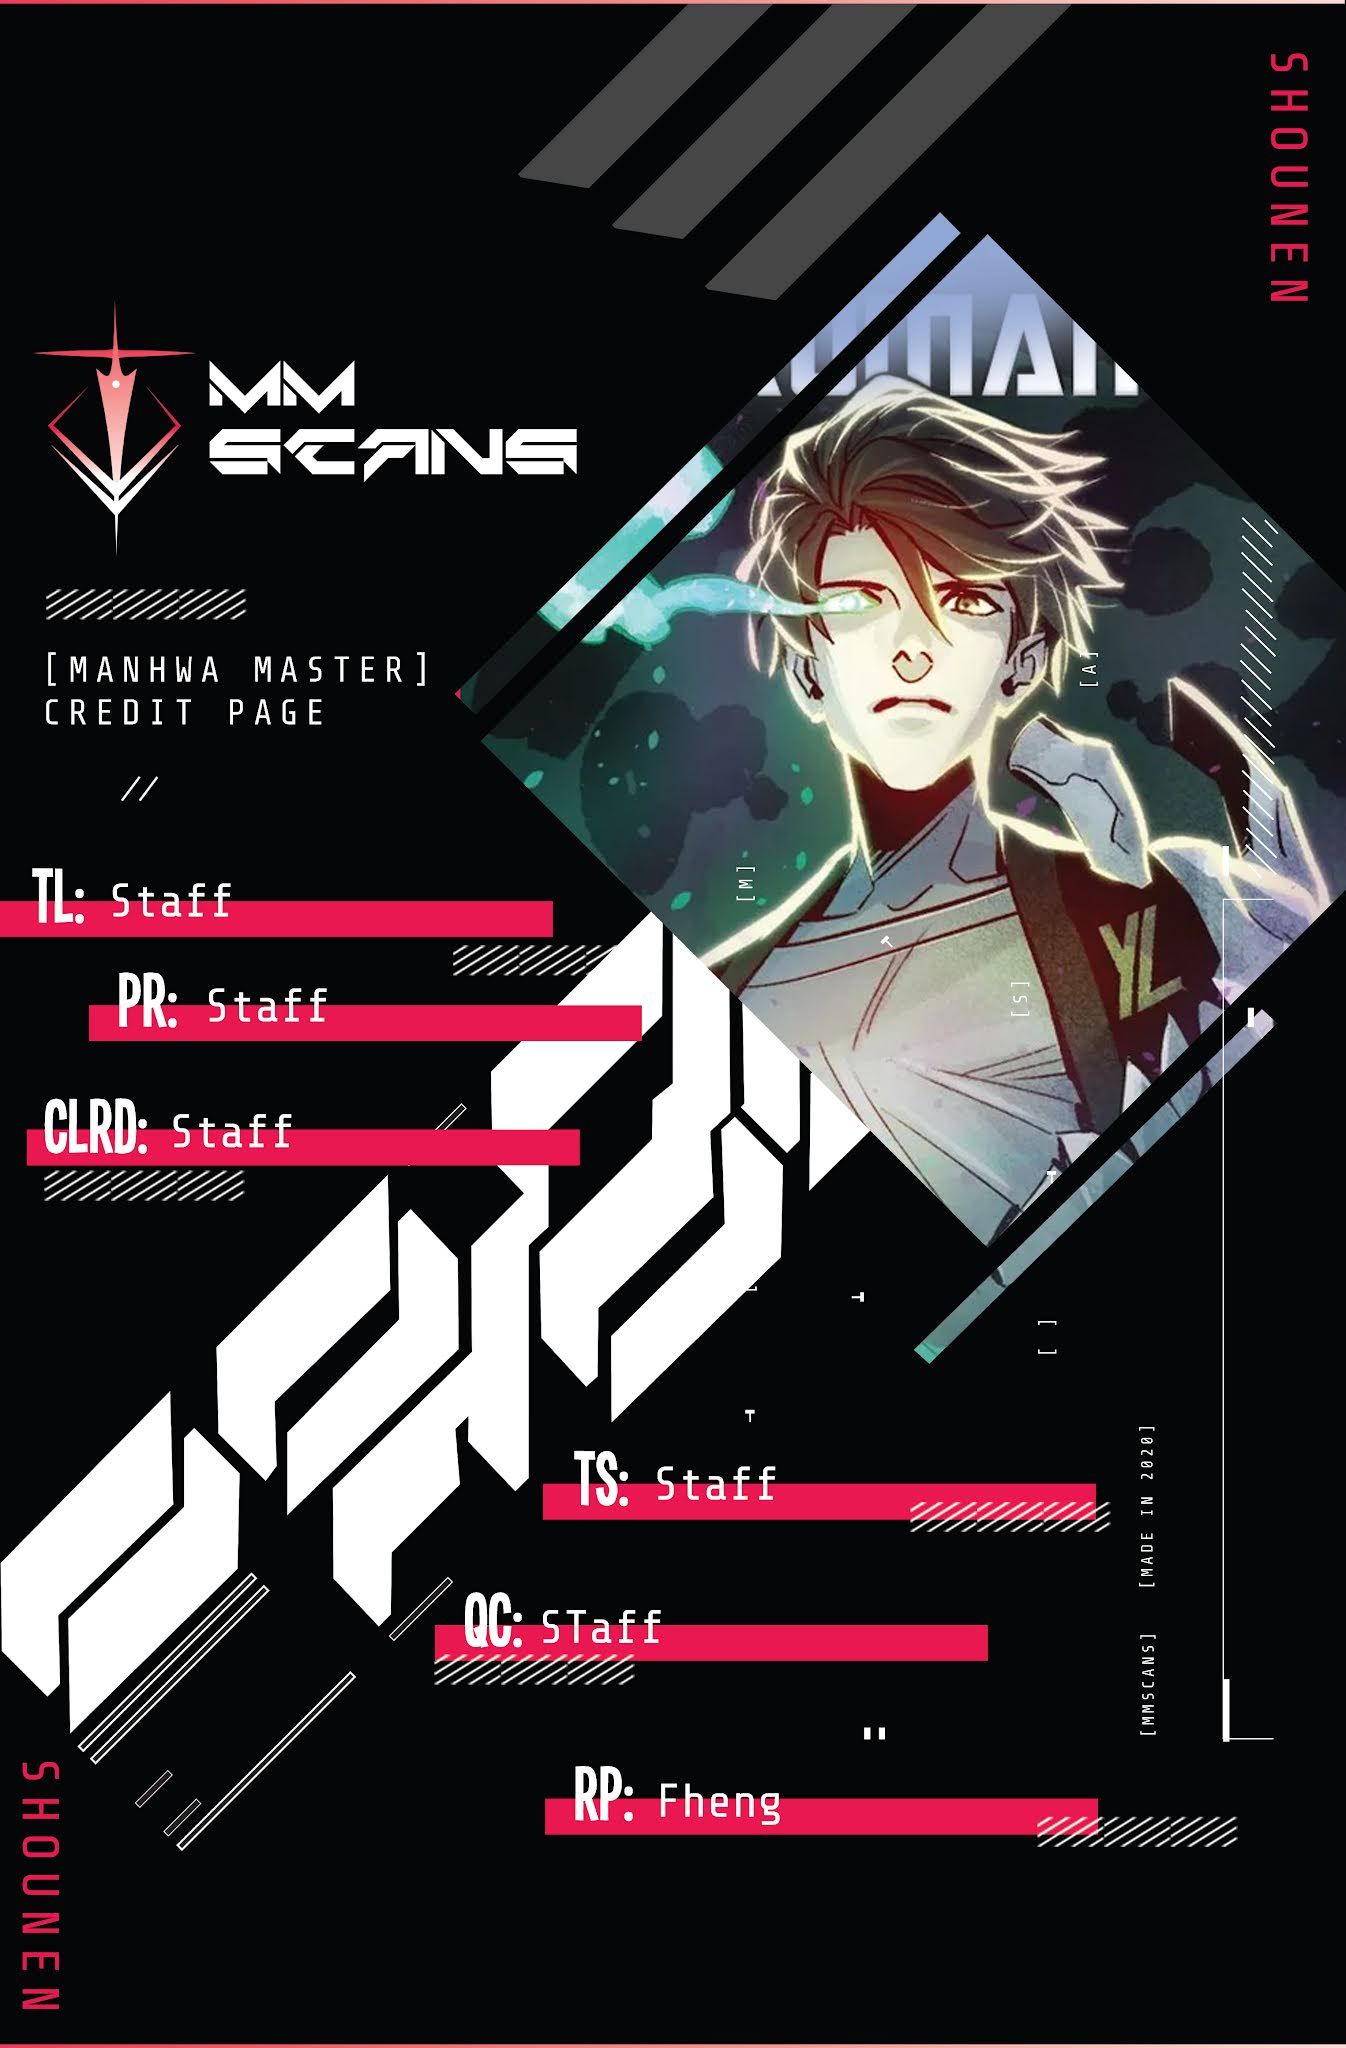 SHOUNEN
MM
SCANS
[MANHWA MASTER]
CREDIT PAGE
//
[A]
TL: Staff
[M]
YL
PR: Staff
[S]
CLRD: Staff
TS: Staff
[MADE IN 2020]
QC: STaff
[MMSCANS]
RP: Fheng
SHOUNEN